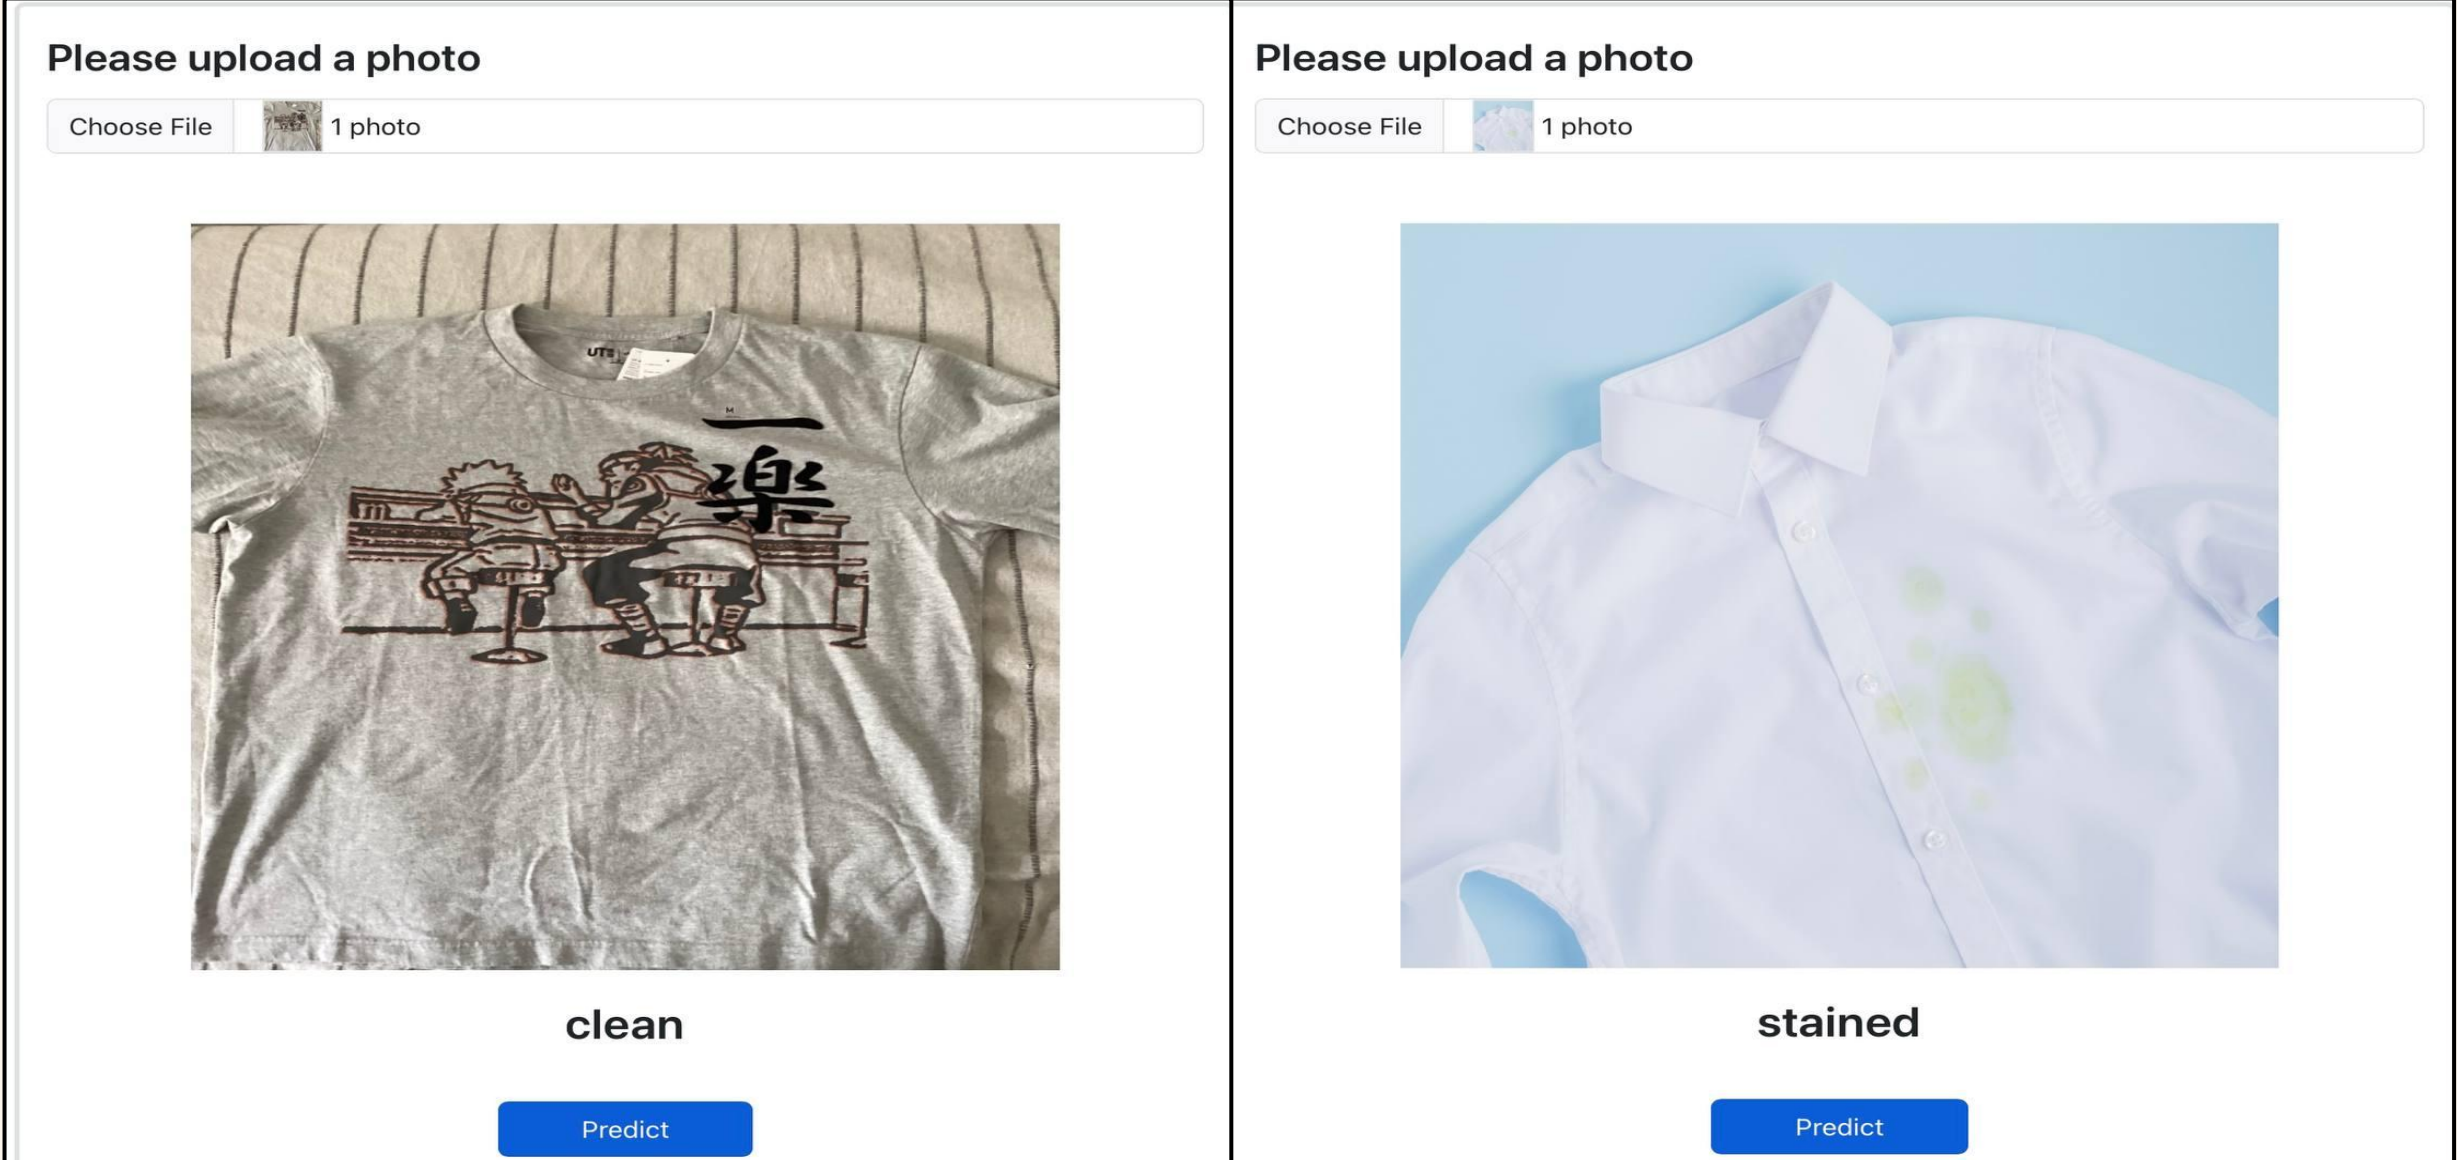 Please upload a photo
Choose File 1 photo
UT
M
一
楽
clean
Predict
Please upload a photo
Choose File 1 photo
stained
Predict